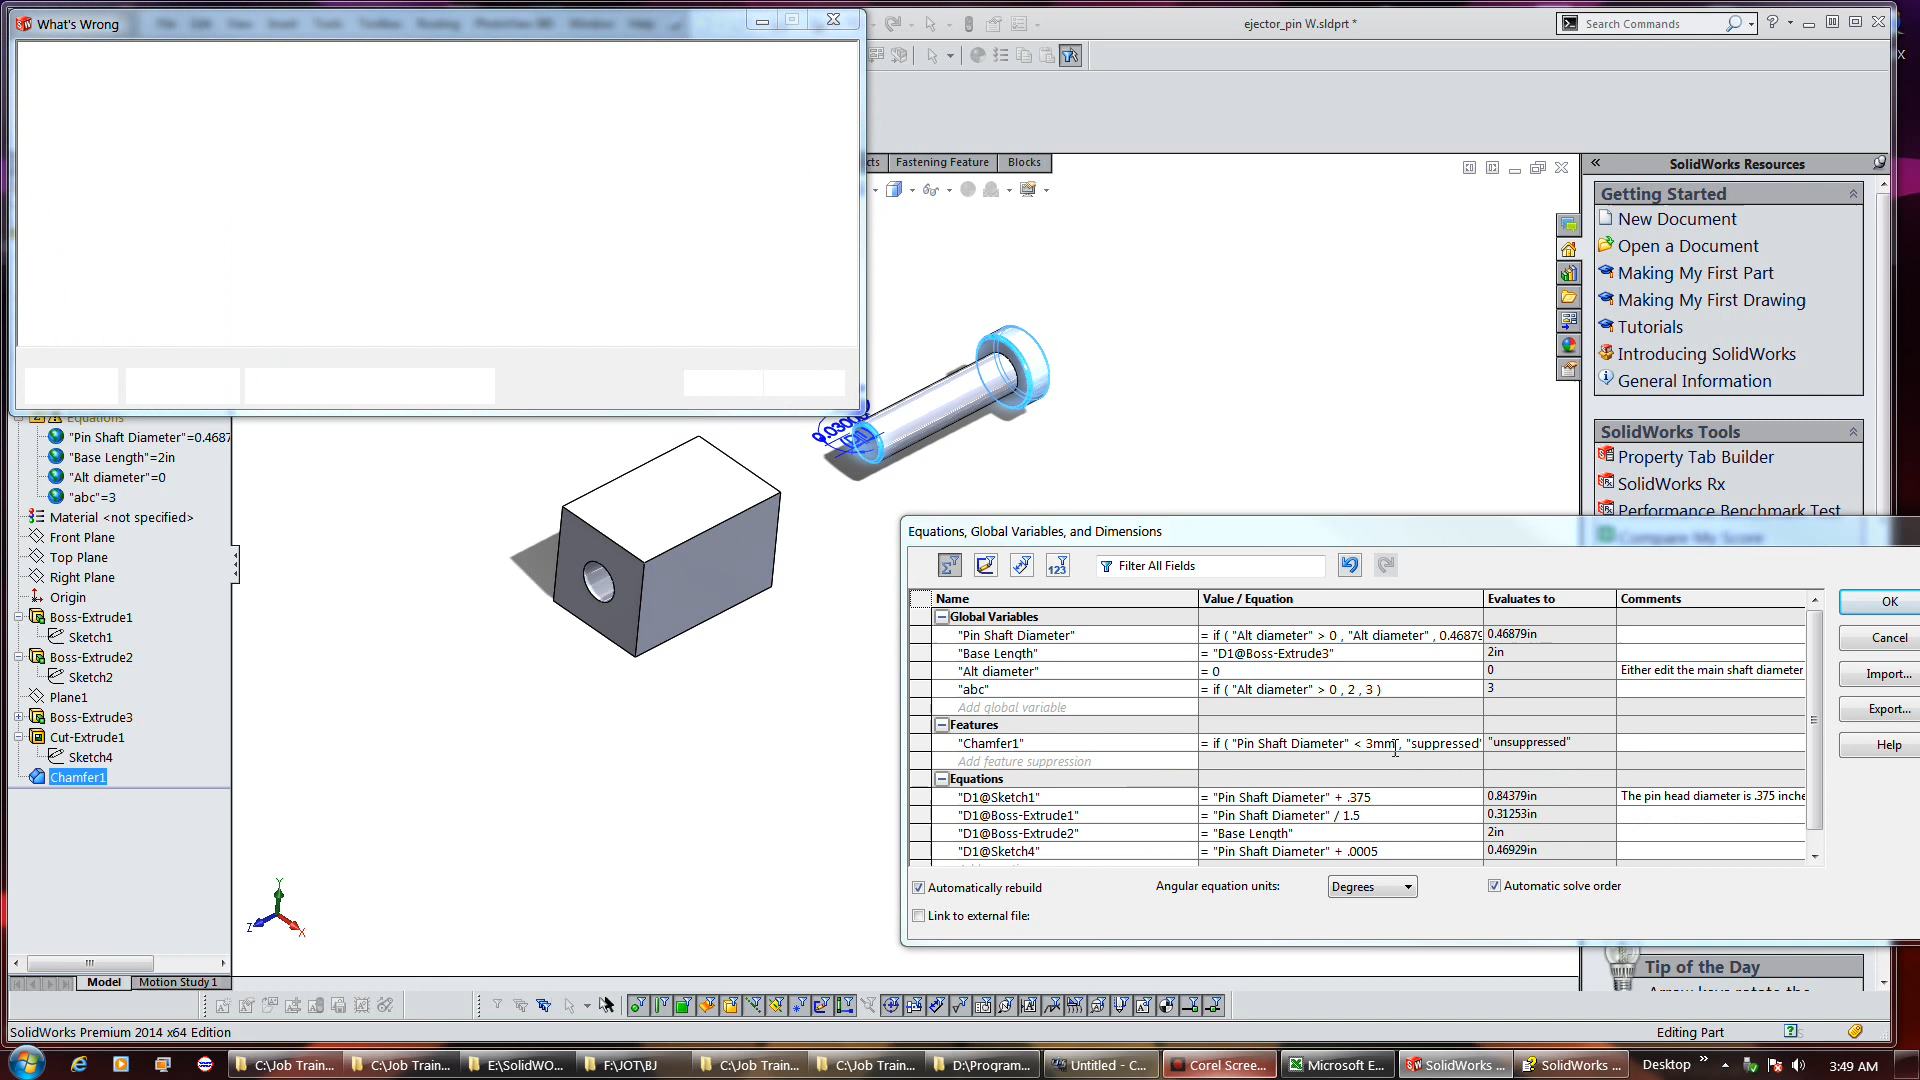 What's Wrong
ejector_pin W.sldprt *
Search Commands
Fastening Feature
Blocks
SolidWorks Resources
Getting Started
New Document
Open a Document
Making My First Part
Making My First Drawing
Tutorials
Introducing SolidWorks
General Information
SolidWorks Tools
Property Tab Builder
SolidWorks Rx
Performance Benchmark Test
Compare My Score
Equations
"Pin Shaft Diameter"=0.4687
"Base Length"=2in
"Alt diameter"=0
"abc"=3
Material <not specified>
Front Plane
Top Plane
Right Plane
Origin
Boss-Extrude1
Sketch1
Boss-Extrude2
Sketch2
Plane1
Boss-Extrude3
Cut-Extrude1
Sketch4
Chamfer1
Equations, Global Variables, and Dimensions
Filter All Fields
Name Value / Equation Evaluates to Comments
Global Variables
"Pin Shaft Diameter" = if ( "Alt diameter" > 0 , "Alt diameter" , 0.46879 0.46879in
"Base Length" = "D1@Boss-Extrude3" 2in
"Alt diameter" = 0 0 Either edit the main shaft diameter
"abc" = if ( "Alt diameter" > 0 , 2 , 3 ) 3
Add global variable
Features
"Chamfer1" = if ( "Pin Shaft Diameter" < 3mm , "suppressed" "unsuppressed"
Add feature suppression
Equations
"D1@Sketch1" = "Pin Shaft Diameter" + .375 0.84379in The pin head diameter is .375 inche
"D1@Boss-Extrude1" = "Pin Shaft Diameter" / 1.5 0.31253in
"D1@Boss-Extrude2" = "Base Length" 2in
"D1@Sketch4" = "Pin Shaft Diameter" + .0005 0.46929in
OK
Cancel
Import...
Export...
Help
Automatically rebuild
Angular equation units:
Degrees
Automatic solve order
Link to external file:
Tip of the Day
Model
Motion Study 1
SolidWorks Premium 2014 x64 Edition
Editing Part
C:\Job Train...
C:\Job Train...
E:\SolidWO...
F:\JOT\BJ
C:\Job Train...
C:\Job Train...
D:\Program...
Untitled - C...
Corel Scree...
Microsoft E...
SolidWorks ...
SolidWorks ...
Desktop
3:49 AM